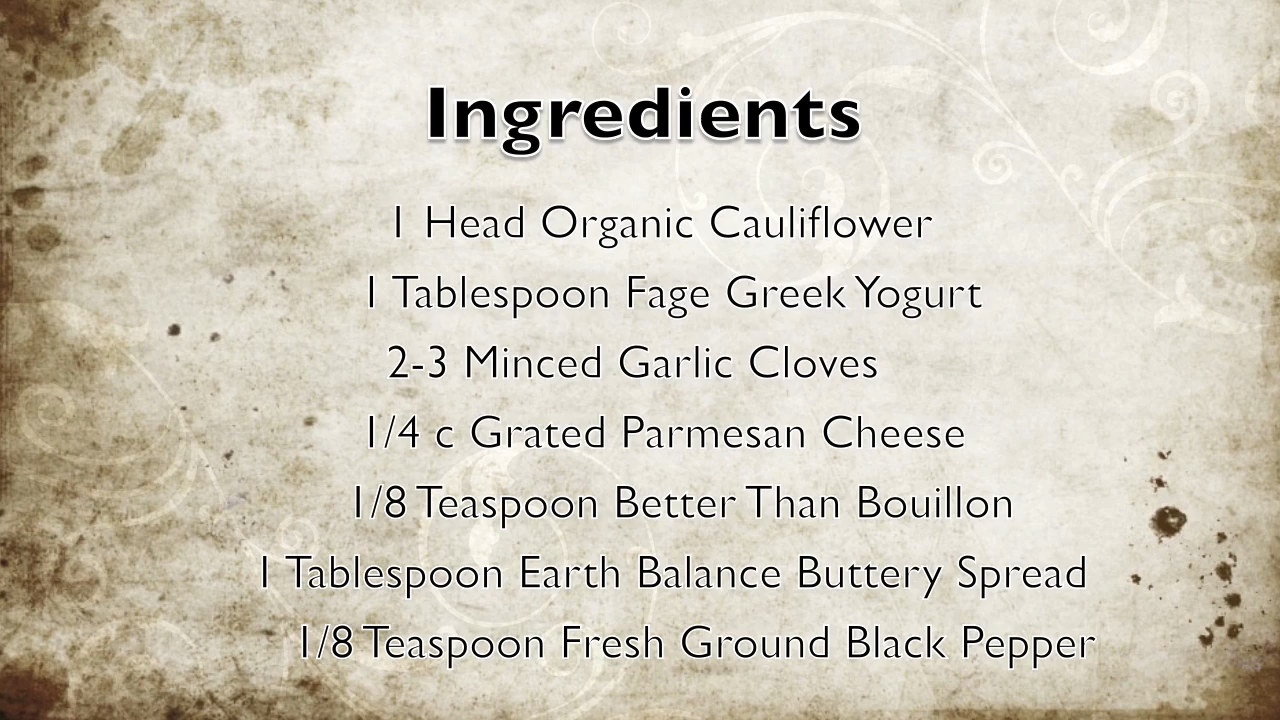 Ingredients
1 Head Organic Cauliflower
1 Tablespoon Fage Greek Yogurt
2-3 Minced Garlic Cloves
1/4 c Grated Parmesan Cheese
1/8 Teaspoon Better Than Bouillon
1 Tablespoon Earth Balance Buttery Spread
1/8 Teaspoon Fresh Ground Black Pepper